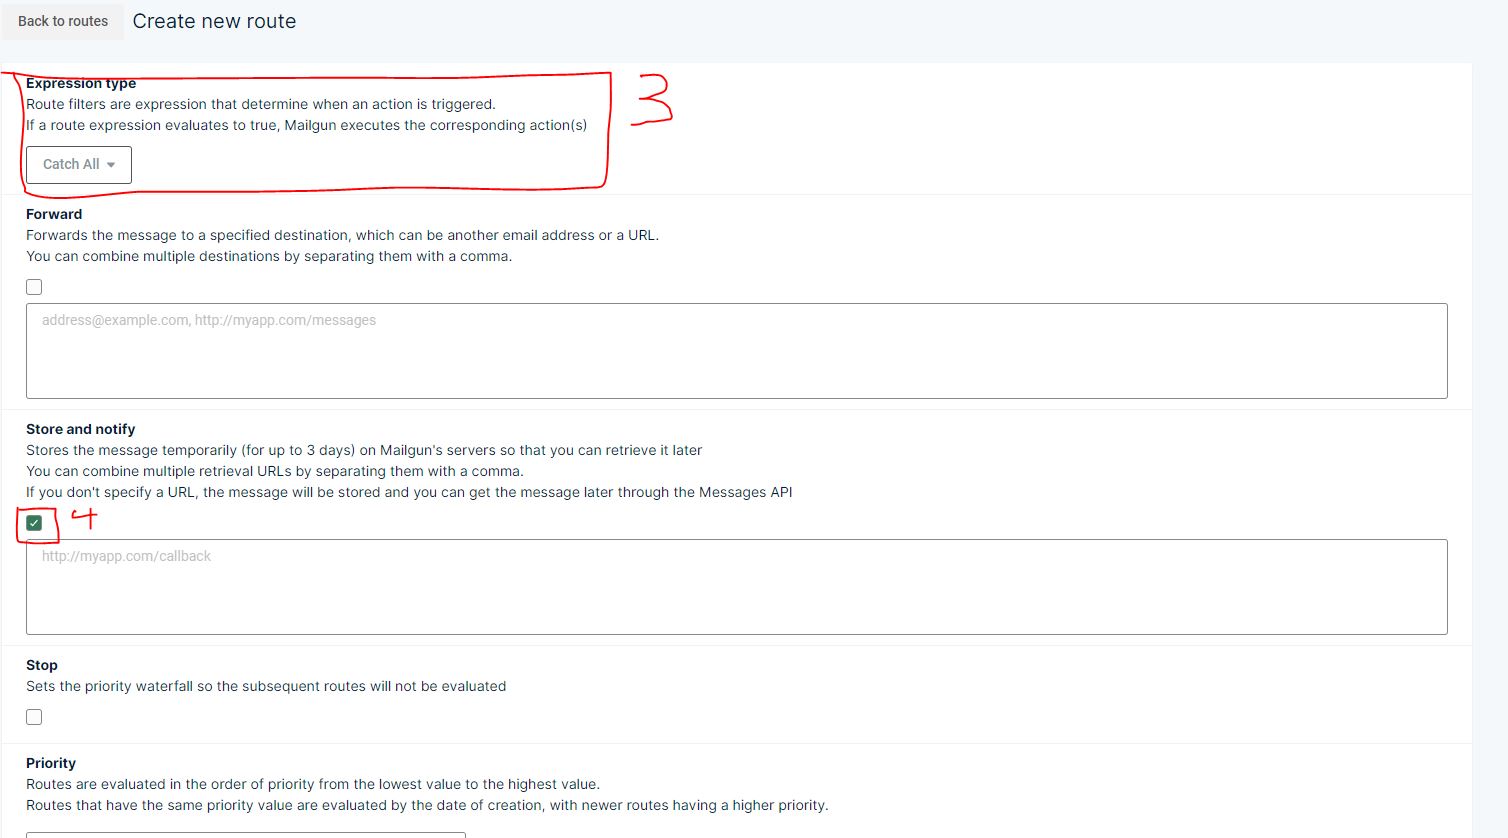 Back to routes Create new route
Expression type
3
Route filters are expression that determine when an action is triggered.
If a route expression evaluates to true, Mailgun executes the corresponding action(s)
Catch All
Forward
Forwards the message to a specified destination, which can be another email address or a URL.
You can combine multiple destinations by separating them with a comma.
address@example.com, http://myapp.com/messages
Store and notify
Stores the message temporarily (for up to 3 days) on Mailgun's servers so that you can retrieve it later
You can combine multiple retrieval URLs by separating them with a comma.
If you don't specify a URL, the message will be stored and you can get the message later through the Messages API
4
http://myapp.com/callback
Stop
Sets the priority waterfall so the subsequent routes will not be evaluated
Priority
Routes are evaluated in the order of priority from the lowest value to the highest value.
Routes that have the same priority value are evaluated by the date of creation, with newer routes having a higher priority.